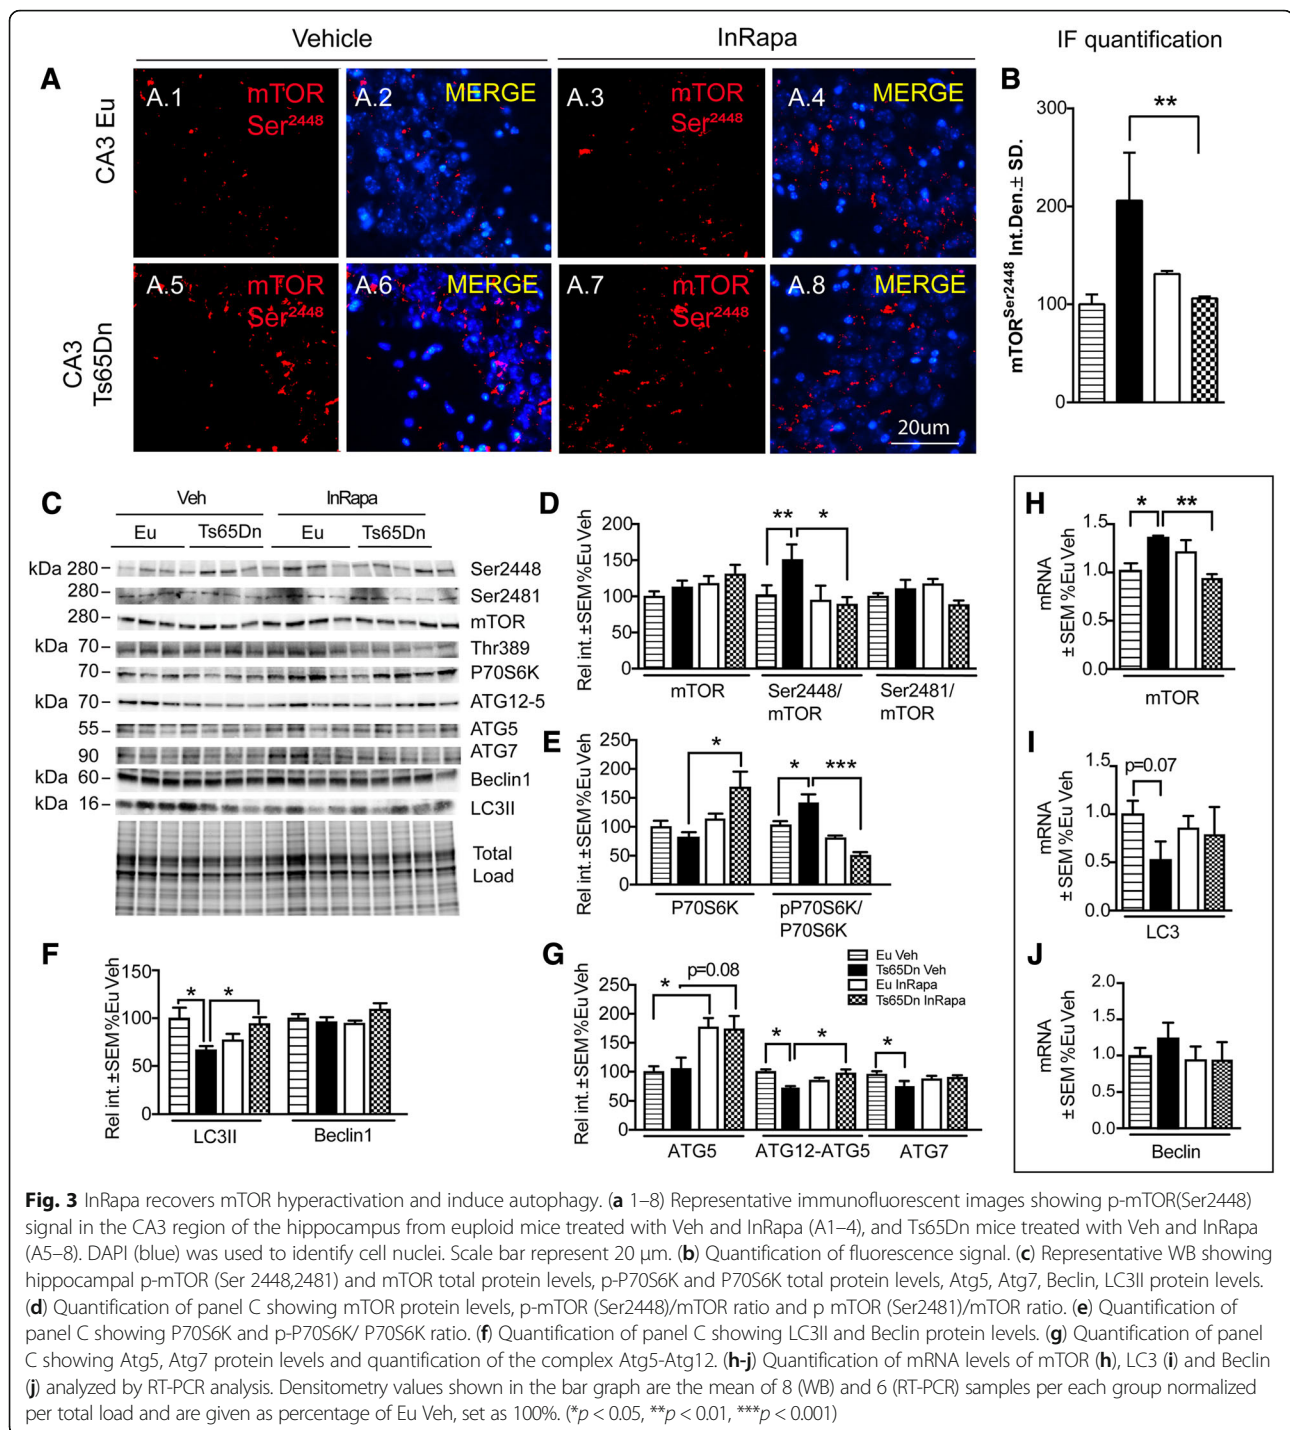 Vehicle
InRapa
IF quantification
A
CA3 Eu
A.1
mTOR
Ser2448
A.2
MERGE
A.3
mTOR
Ser2448
A.4
MERGE
CA3
Ts65Dn
A.5
mTOR
Ser2448
A.6
MERGE
A.7
mTOR
Ser2448
A.8
MERGE
20um
B
mTORSer2448 Int.Den.± SD.
300
200
100
0
**
C
Veh
InRapa
Eu
Ts65Dn
Eu
Ts65Dn
kDa 280
Ser2448
280
Ser2481
280
mTOR
kDa 70
Thr389
70
P70S6K
kDa 70
ATG12-5
55
ATG5
90
ATG7
kDa 60
Beclin1
kDa 16
LC3II
Total
Load
D
Rel int.±SEM%Eu Veh
200
150
100
50
0
**
*
mTOR
Ser2448/
mTOR
Ser2481/
mTOR
E
Rel int.±SEM%Eu Veh
250
200
150
100
50
0
*
*
***
P70S6K
pP70S6K/
P70S6K
F
Rel int.±SEM%Eu Veh
150
100
50
0
*
*
LC3II
Beclin1
G
Rel int.±SEM%Eu Veh
250
200
150
100
50
0
*
p=0.08
*
*
*
Eu Veh
Ts65Dn Veh
Eu InRapa
Ts65Dn InRapa
ATG5
ATG12-ATG5
ATG7
H
mRNA
±SEM %Eu Veh
1.5
1.0
0.5
0.0
*
**
mTOR
I
mRNA
±SEM %Eu Veh
1.5
1.0
0.5
0.0
p=0.07
LC3
J
mRNA
±SEM %Eu Veh
2.0
1.5
1.0
0.5
0.0
Beclin
Fig. 3 InRapa recovers mTOR hyperactivation and induce autophagy. (a 1–8) Representative immunofluorescent images showing p-mTOR(Ser2448)
signal in the CA3 region of the hippocampus from euploid mice treated with Veh and InRapa (A1–4), and Ts65Dn mice treated with Veh and InRapa
(A5–8). DAPI (blue) was used to identify cell nuclei. Scale bar represent 20 μm. (b) Quantification of fluorescence signal. (c) Representative WB showing
hippocampal p-mTOR (Ser 2448,2481) and mTOR total protein levels, p-P70S6K and P70S6K total protein levels, Atg5, Atg7, Beclin, LC3II protein levels.
(d) Quantification of panel C showing mTOR protein levels, p-mTOR (Ser2448)/mTOR ratio and p mTOR (Ser2481)/mTOR ratio. (e) Quantification of
panel C showing P70S6K and p-P70S6K/ P70S6K ratio. (f) Quantification of panel C showing LC3II and Beclin protein levels. (g) Quantification of panel
C showing Atg5, Atg7 protein levels and quantification of the complex Atg5-Atg12. (h-j) Quantification of mRNA levels of mTOR (h), LC3 (i) and Beclin
(j) analyzed by RT-PCR analysis. Densitometry values shown in the bar graph are the mean of 8 (WB) and 6 (RT-PCR) samples per each group normalized
per total load and are given as percentage of Eu Veh, set as 100%. (*p < 0.05, **p < 0.01, ***p < 0.001)